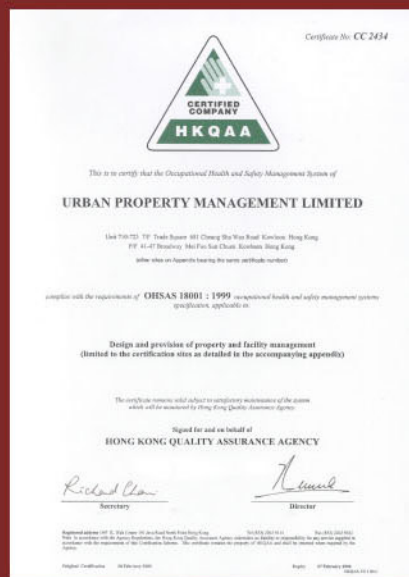 Certificate No: CC 2434
CERTIFIED
COMPANY
HKQAA
This is to certify that the Occupational Health and Safety Management System of
URBAN PROPERTY MANAGEMENT LIMITED
Trade Square 681 Cheung Sha Wan Road Kowloon Hong Kong
41-47 Broadway Mei Foo Sun Chuen Kowloon Hong Kong
(other sites on Appendix bearing the same certificate number)
complies with the requirements of OHSAS 18001 : 1999 occupational health and safety management systems
specification, applicable to:
Design and provision of property and facility management
(limited to the certification sites as detailed in the accompanying appendix)
The certificate remains valid subject to satisfactory maintenance of the system
which will be monitored by Hong Kong Quality Assurance Agency
Signed for and on behalf of
HONG KONG QUALITY ASSURANCE AGENCY
Richard Chan
Secretary
Director
Original Certification
Expiry